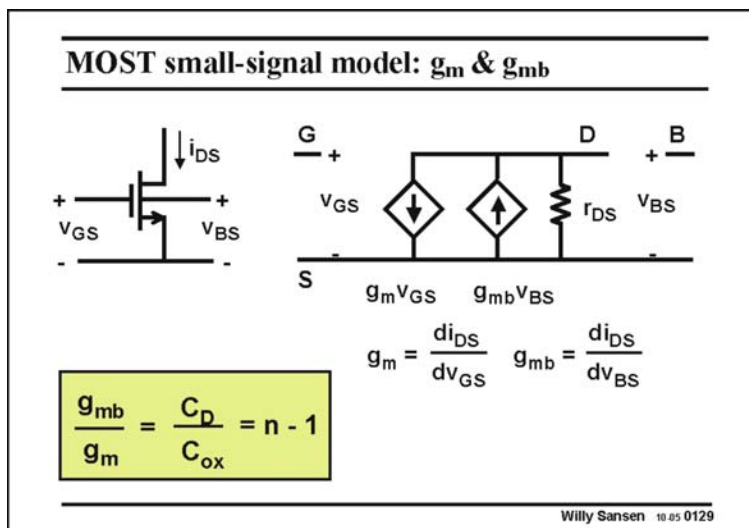 MOST small-signal model: gm & gmb
iDS
+ vGS -
+ vBS -
G + D + B
vGS rDS vBS
- -
S gmvGS gmbvBS
gm = diDS / dvGS gmb = diDS / dvBS
gmb / gm = CD / Cox = n - 1
Willy Sansen 10-05 0129